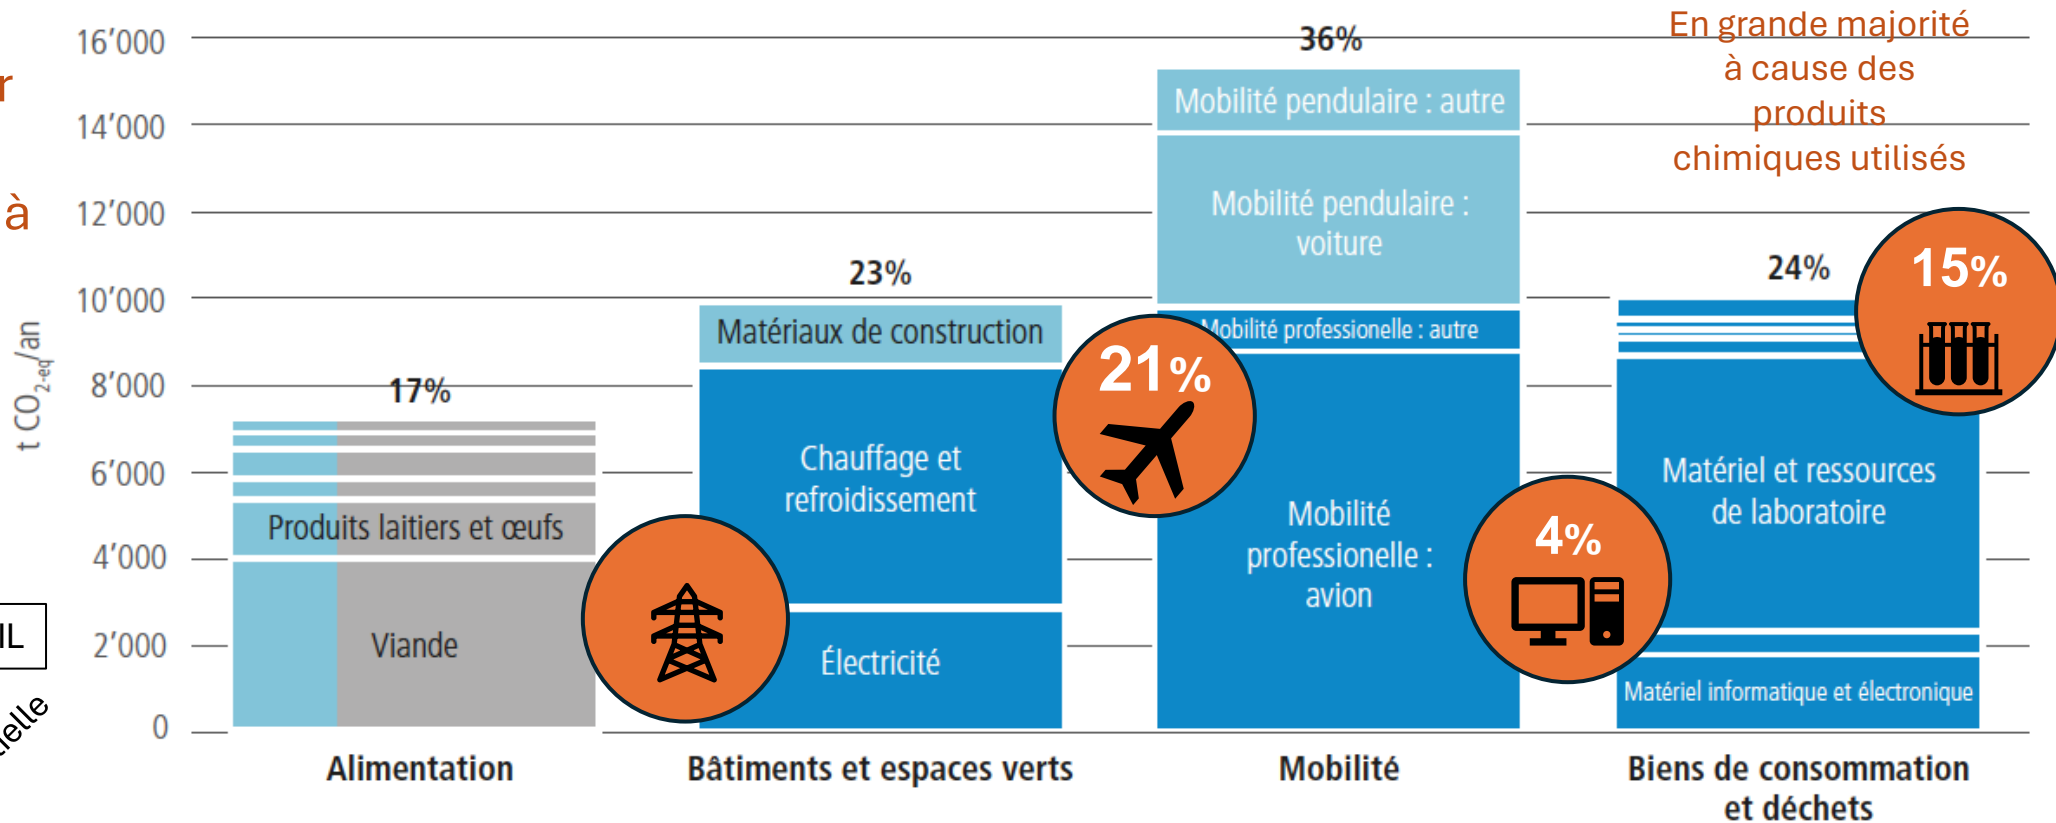 En grande majorité
à cause des
produits
chimiques utilisés
r
à
IL
ielle
t CO2-eq/an
16’000
14’000
12’000
10’000
8’000
6’000
4’000
2’000
0
17%
Produits laitiers et œufs
Viande
Alimentation
23%
Matériaux de construction
Chauffage et
refroidissement
Électricité
Bâtiments et espaces verts
36%
Mobilité pendulaire : autre
Mobilité pendulaire :
voiture
Mobilité professionelle : autre
21%
Mobilité
professionelle :
avion
Mobilité
24%
15%
Matériel et ressources
de laboratoire
4%
Matériel informatique et électronique
Biens de consommation
et déchets